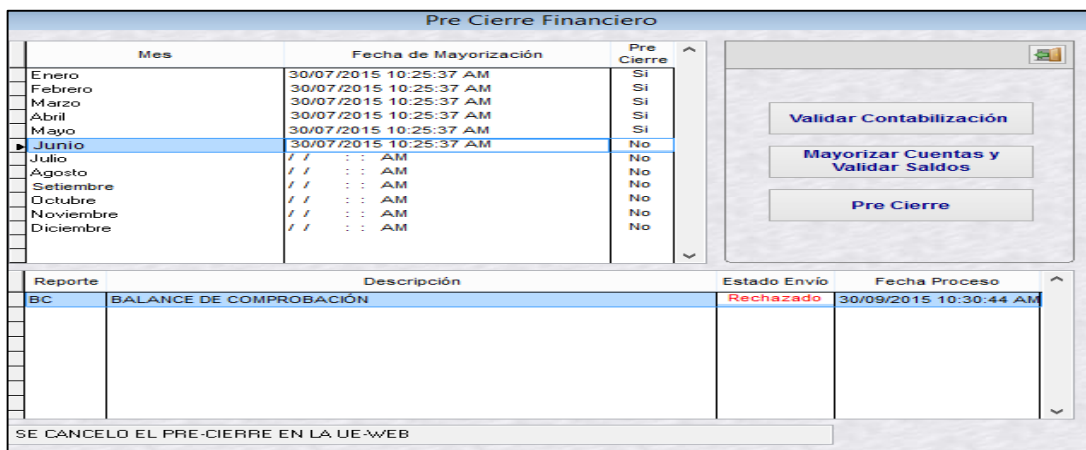 Pre Cierre Financiero
Mes Fecha de Mayorización Pre Cierre
Enero 30/07/2015 10:25:37 AM Si
Febrero 30/07/2015 10:25:37 AM Si
Marzo 30/07/2015 10:25:37 AM Si
Abril 30/07/2015 10:25:37 AM Si
Mayo 30/07/2015 10:25:37 AM Si
Junio 30/07/2015 10:25:37 AM No
Julio / / : : AM No
Agosto / / : : AM No
Setiembre / / : : AM No
Octubre / / : : AM No
Noviembre / / : : AM No
Diciembre / / : : AM No
Validar Contabilización
Mayorizar Cuentas y
Validar Saldos
Pre Cierre
Reporte Descripción Estado Envío Fecha Proceso
BC BALANCE DE COMPROBACIÓN Rechazado 30/09/2015 10:30:44 AM
SE CANCELO EL PRE-CIERRE EN LA UE-WEB